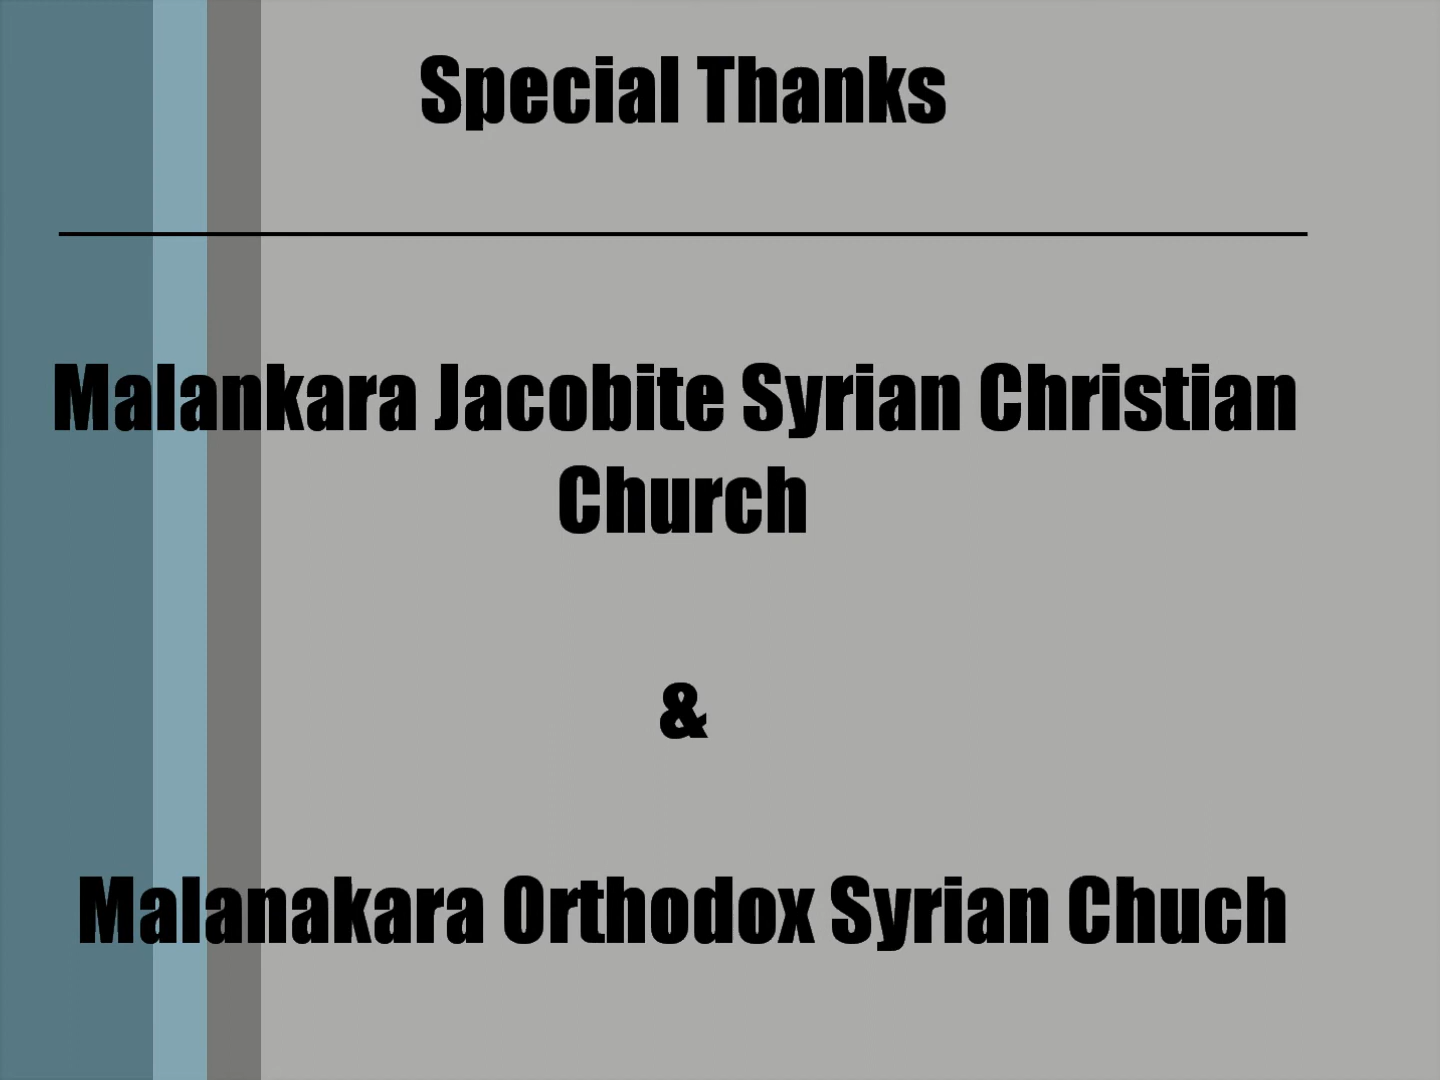 Special Thanks
Malankara Jacobite Syrian Christian
Church
&
Malanakara Orthodox Syrian Chuch